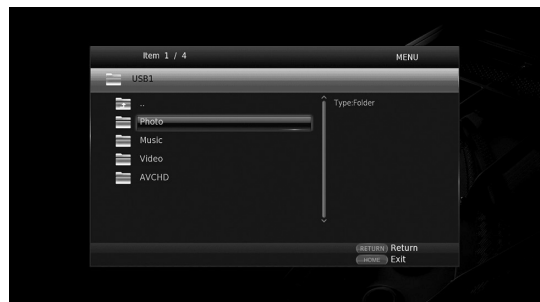 Item 1 / 4
MENU
USB1
..
Photo
Type:Folder
Music
Video
AVCHD
RETURN Return
HOME Exit